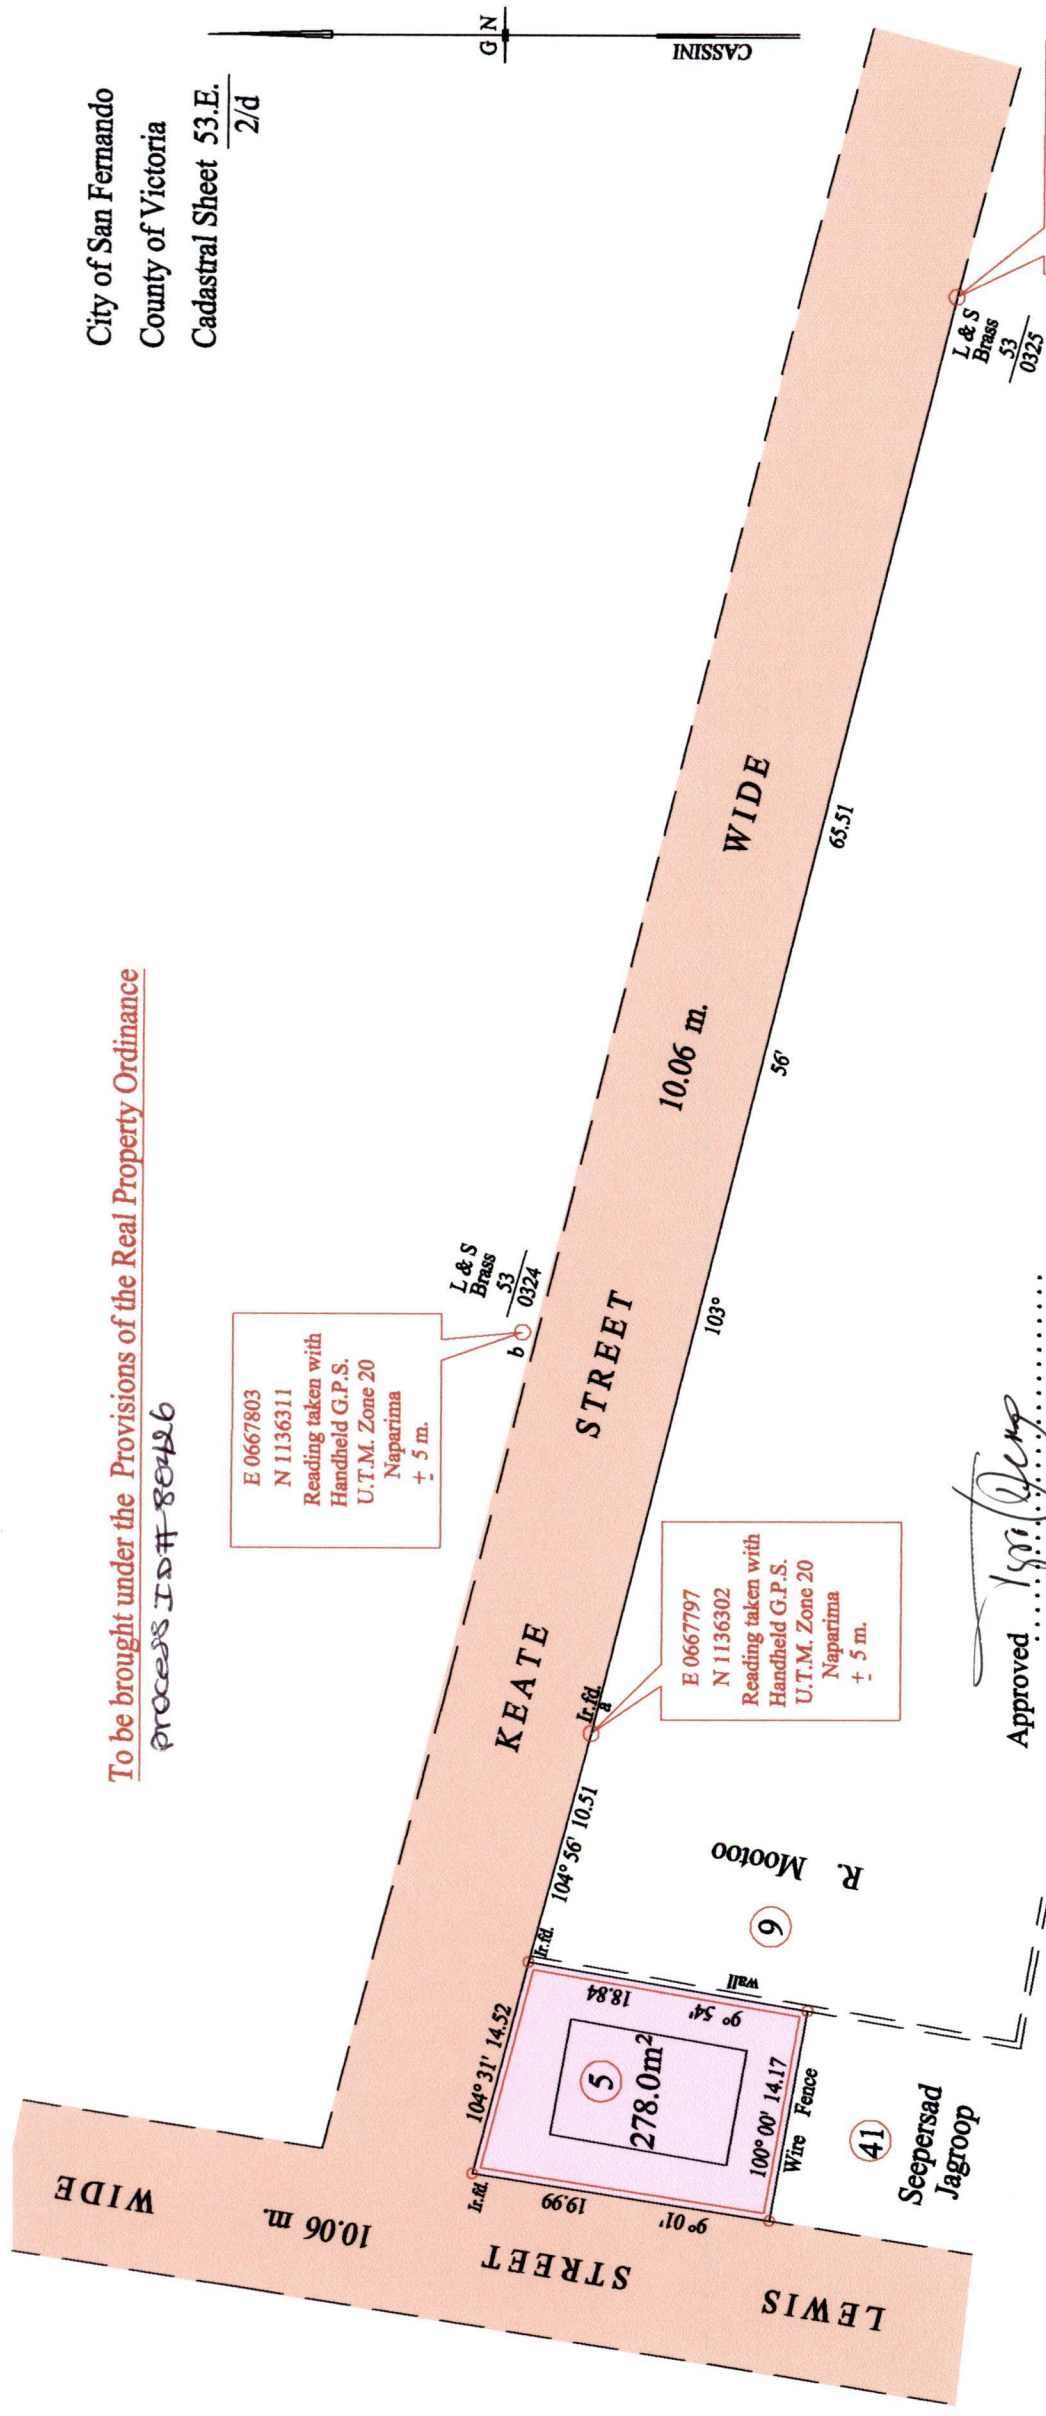 City of San Fernando
County of Victoria
Cadastral Sheet 53.E.
2/d
G N
CASSINI
To be brought under the Provisions of the Real Property Ordinance
process ID# 80426
E 0667803
N 1136311
Reading taken with
Handheld G.P.S.
U.T.M. Zone 20
Naparima
± 5 m.
L & S
Brass
53
0324
b
L & S
Brass
53
0325
KEATE STREET 10.06 m. WIDE
103° 56' 65.51
E 0667797
N 1136302
Reading taken with
Handheld G.P.S.
U.T.M. Zone 20
Naparima
± 5 m.
Ir.fd.
a
104° 56' 10.51
Ir.fd.
104° 31' 14.52
Ir.fd.
LEWIS STREET 10.06 m. WIDE
9° 01' 19.99
9° 54' 18.84
wall
5
278.0m²
100° 00' 14.17
Wire Fence
9
R. Mootoo
41
Seepersad
Jagroop
Approved